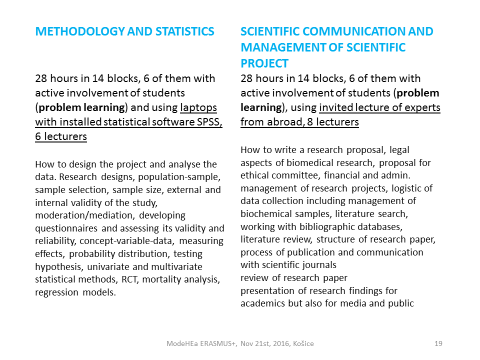 METHODOLOGY AND STATISTICS
28 hours in 14 blocks, 6 of them with
active involvement of students
(problem learning) and using laptops
with installed statistical software SPSS,
6 lecturers
How to design the project and analyse the
data. Research designs, population-sample,
sample selection, sample size, external and
internal validity of the study,
moderation/mediation, developing
questionnaires and assessing its validity and
reliability, concept-variable-data, measuring
effects, probability distribution, testing
hypothesis, univariate and multivariate
statistical methods, RCT, mortality analysis,
regression models.
SCIENTIFIC COMMUNICATION AND
MANAGEMENT OF SCIENTIFIC
PROJECT
28 hours in 14 blocks, 6 of them with
active involvement of students (problem
learning), using invited lecture of experts
from abroad, 8 lecturers
How to write a research proposal, legal
aspects of biomedical research, proposal for
ethical committee, financial and admin.
management of research projects, logistic of
data collection including management of
biochemical samples, literature search,
working with bibliographic databases,
literature review, structure of research paper,
process of publication and communication
with scientific journals
review of research paper
presentation of research findings for
academics but also for media and public
ModeHEa ERASMUS+, Nov 21st, 2016, Košice
19